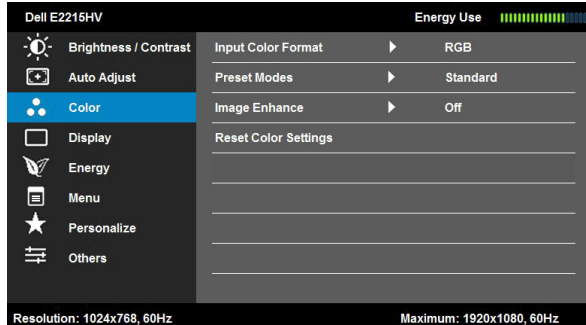 Dell E2215HV Energy Use
Brightness / Contrast Input Color Format RGB
Auto Adjust Preset Modes Standard
Color Image Enhance Off
Display Reset Color Settings
Energy
Menu
Personalize
Others
Resolution: 1024x768, 60Hz Maximum: 1920x1080, 60Hz